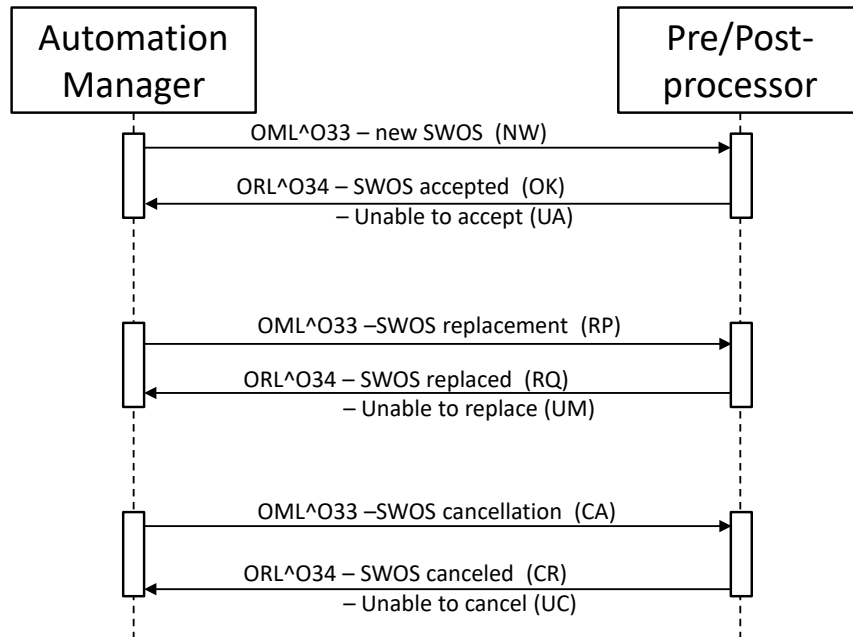 Automation
Manager
Pre/Post-
processor
OML^O33 – new SWOS  (NW)
ORL^O34 – SWOS accepted  (OK)
– Unable to accept (UA)
OML^O33 –SWOS replacement  (RP)
ORL^O34 – SWOS replaced  (RQ)
– Unable to replace (UM)
OML^O33 –SWOS cancellation  (CA)
ORL^O34 – SWOS canceled  (CR)
– Unable to cancel (UC)